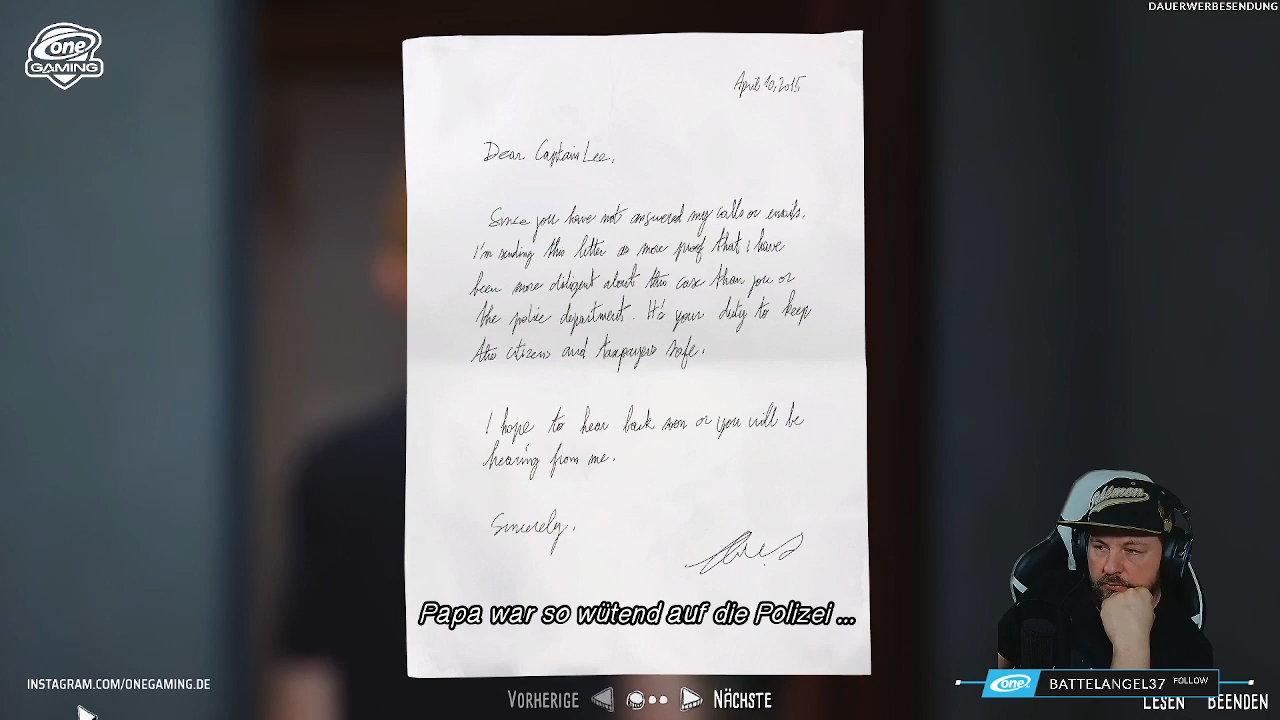 DAUERWERBESENDUNG
one
GAMING
April 10, 2015
Dear Captain Lee,
Since you have not answered my calls or emails.
I'm sending this letter as more proof that I have
been more diligent about this case than you or
the police department. It's your duty to keep
the citizens and taxpayers safe.
I hope to hear back soon or you will be
hearing from me.
Sincerely,
Papa war so wütend auf die Polizei ...
Pokémon
INSTAGRAM.COM/ONEGAMING.DE
VORHERIGE
NÄCHSTE
one
BATTELANGEL37
FOLLOW
LESEN
BEENDEN